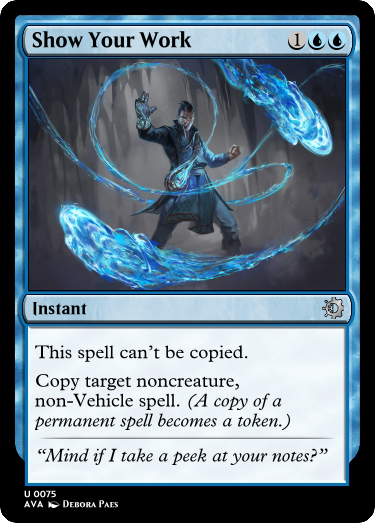 Show Your Work 1
Instant
This spell can't be copied.
Copy target noncreature,
non-Vehicle spell. (A copy of a
permanent spell becomes a token.)
“Mind if I take a peek at your notes?”
U 0075
AVA Debora Paes